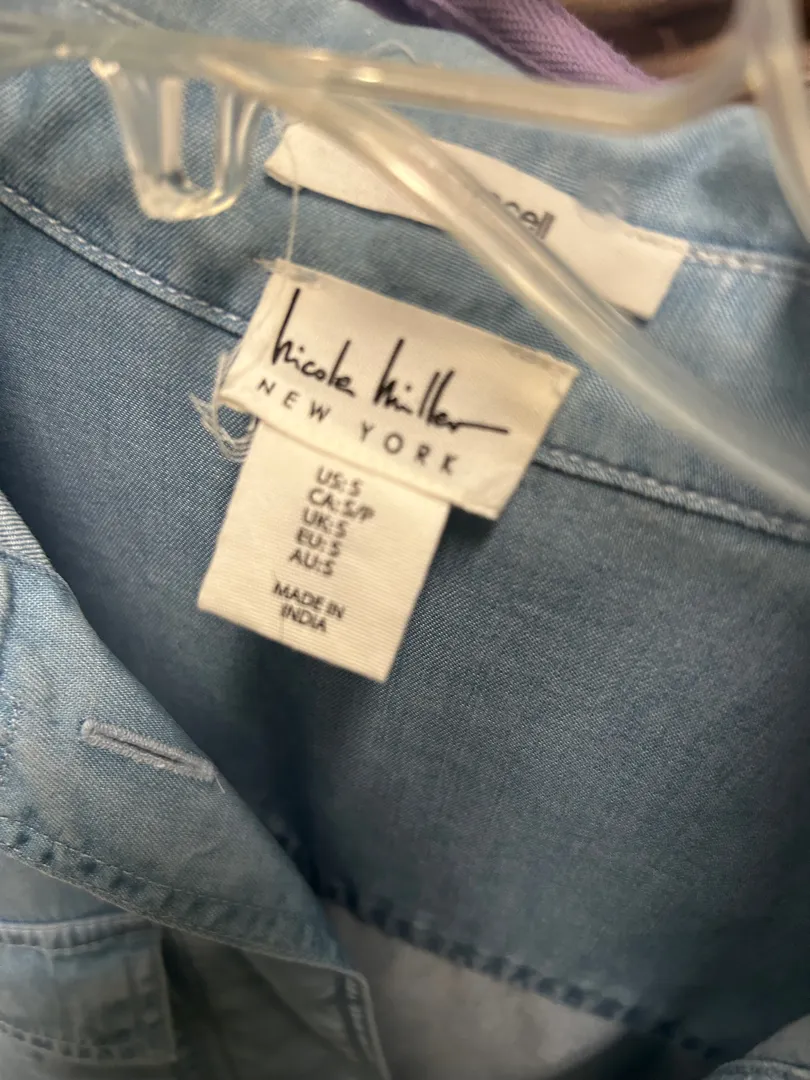 Nicole Miller
NEW YORK
US:S
CA:S/P
UK:S
EU:S
AU:S
MADE IN
INDIA